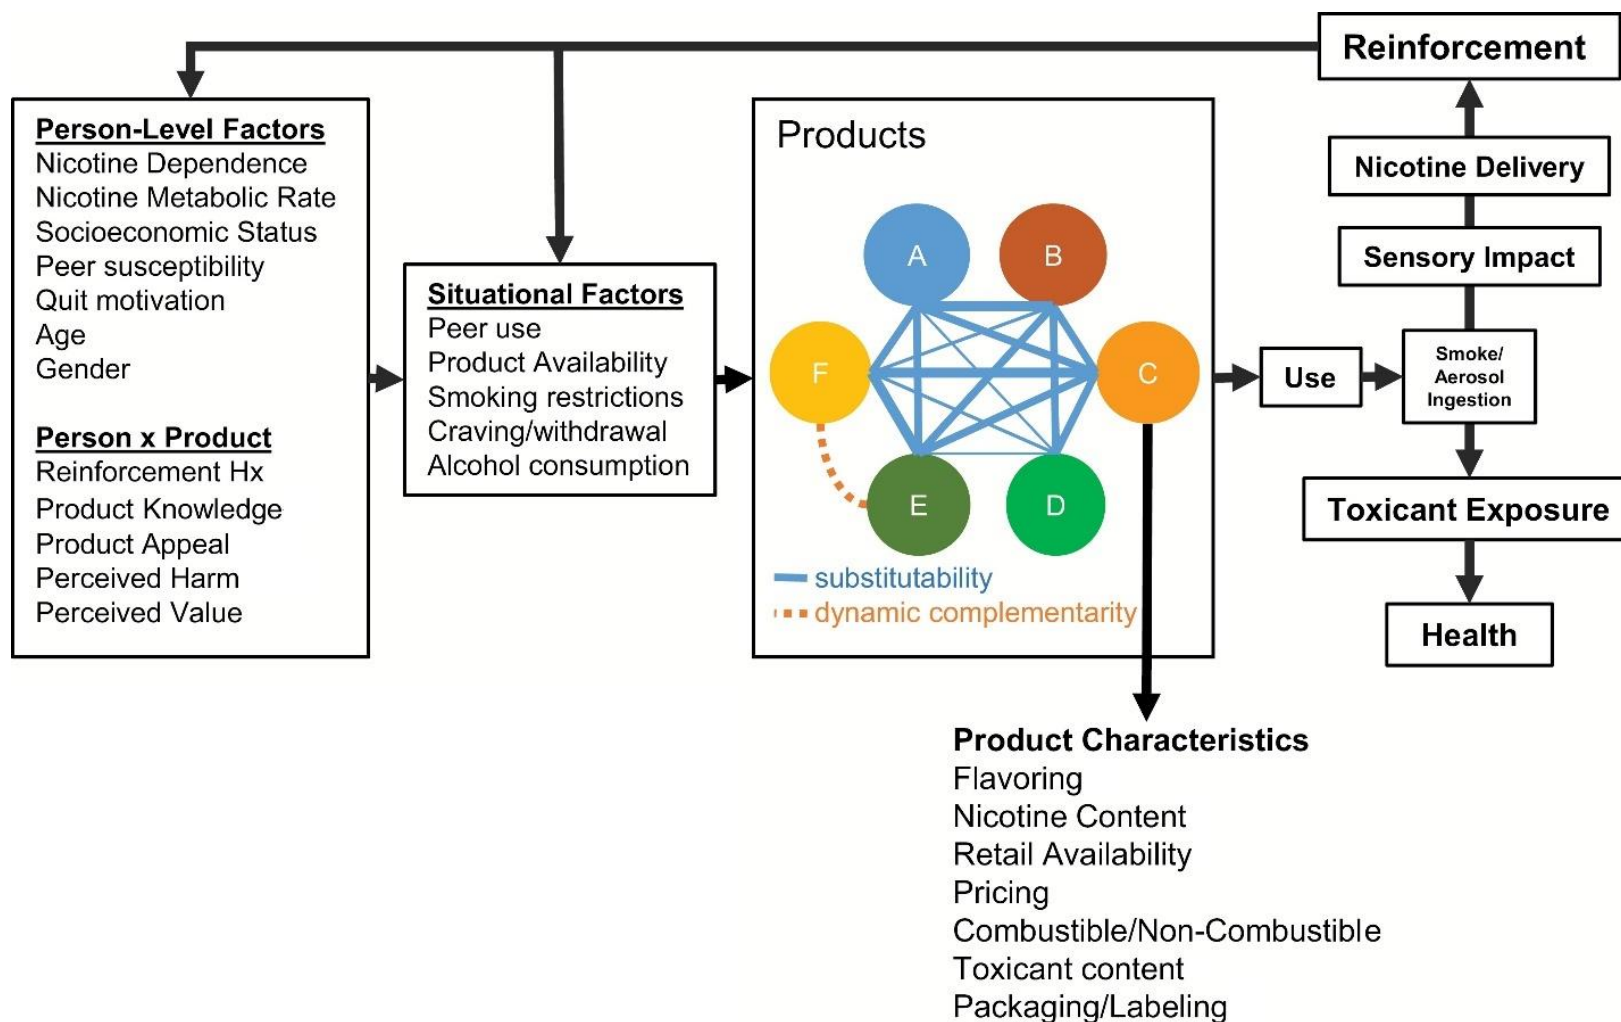 Reinforcement
Person-Level Factors
Nicotine Dependence
Nicotine Metabolic Rate
Socioeconomic Status
Peer susceptibility
Quit motivation
Age
Gender
Person x Product
Reinforcement Hx
Product Knowledge
Product Appeal
Perceived Harm
Perceived Value
Situational Factors
Peer use
Product Availability
Smoking restrictions
Craving/withdrawal
Alcohol consumption
Products
A
B
F
C
E
D
substitutability
dynamic complementarity
Use
Nicotine Delivery
Sensory Impact
Smoke/
Aerosol
Ingestion
Toxicant Exposure
Health
Product Characteristics
Flavoring
Nicotine Content
Retail Availability
Pricing
Combustible/Non-Combustible
Toxicant content
Packaging/Labeling